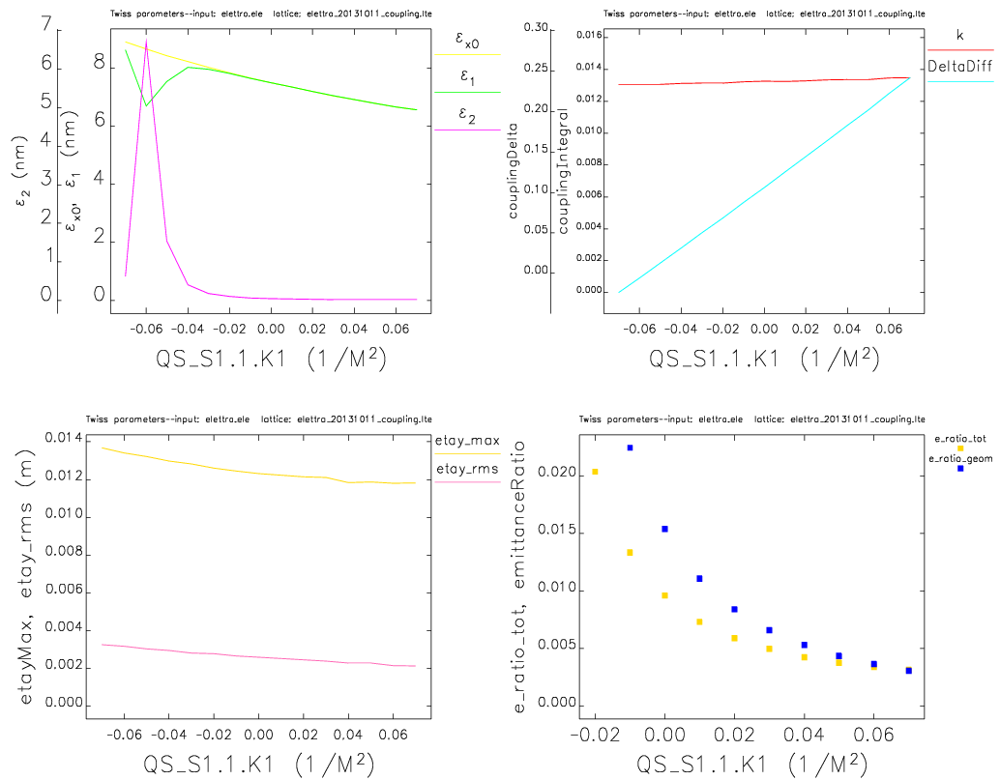 Twiss parameters--input: elettra.ele lattice: elettra_20131011_coupling.lte
ε₂ (nm)
7
6
5
4
3
2
1
0
εx0, ε₁ (nm)
8
6
4
2
0
-0.06 -0.04 -0.02 0.00 0.02 0.04 0.06
QS_S1.1.K1 (1/M²)
εx0
ε₁
ε₂
Twiss parameters--input: elettra.ele lattice: elettra_20131011_coupling.lte
couplingDelta
0.25
0.20
0.15
0.10
0.05
0.00
couplingIntegral
0.016
0.014
0.012
0.010
0.008
0.006
0.004
0.002
0.000
-0.06 -0.04 -0.02 0.00 0.02 0.04 0.06
QS_S1.1.K1 (1/M²)
k
DeltaDiff
Twiss parameters--input: elettra.ele lattice: elettra_20131011_coupling.lte
etayMax, etay_rms (m)
0.014
0.012
0.010
0.008
0.006
0.004
0.002
0.000
-0.06 -0.04 -0.02 0.00 0.02 0.04 0.06
QS_S1.1.K1 (1/M²)
etay_max
etay_rms
Twiss parameters--input: elettra.ele lattice: elettra_20131011_coupling.lte
e_ratio_tot, emittanceRatio
0.020
0.015
0.010
0.005
0.000
-0.02 0.00 0.02 0.04 0.06
QS_S1.1.K1 (1/M²)
e_ratio_tot
e_ratio_geom